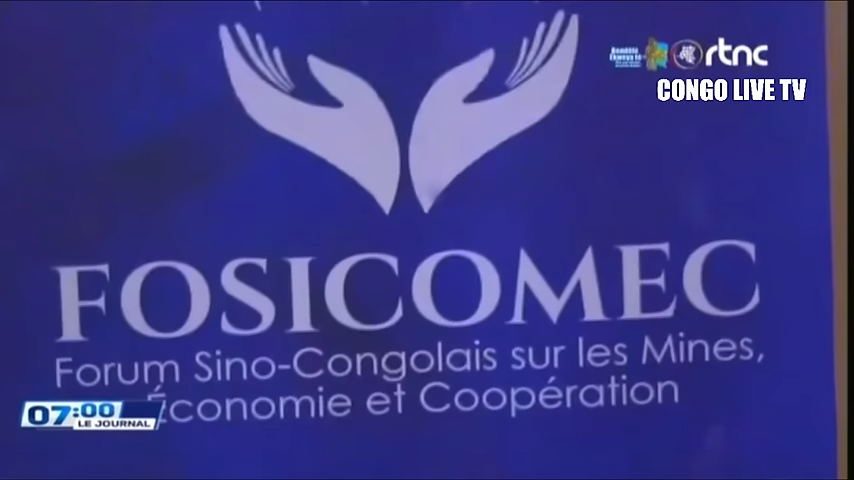 rtnc
CONGO LIVE TV
FOSICOMEC
Forum Sino-Congolais sur les Mines,
Économie et Coopération
07:00
LE JOURNAL